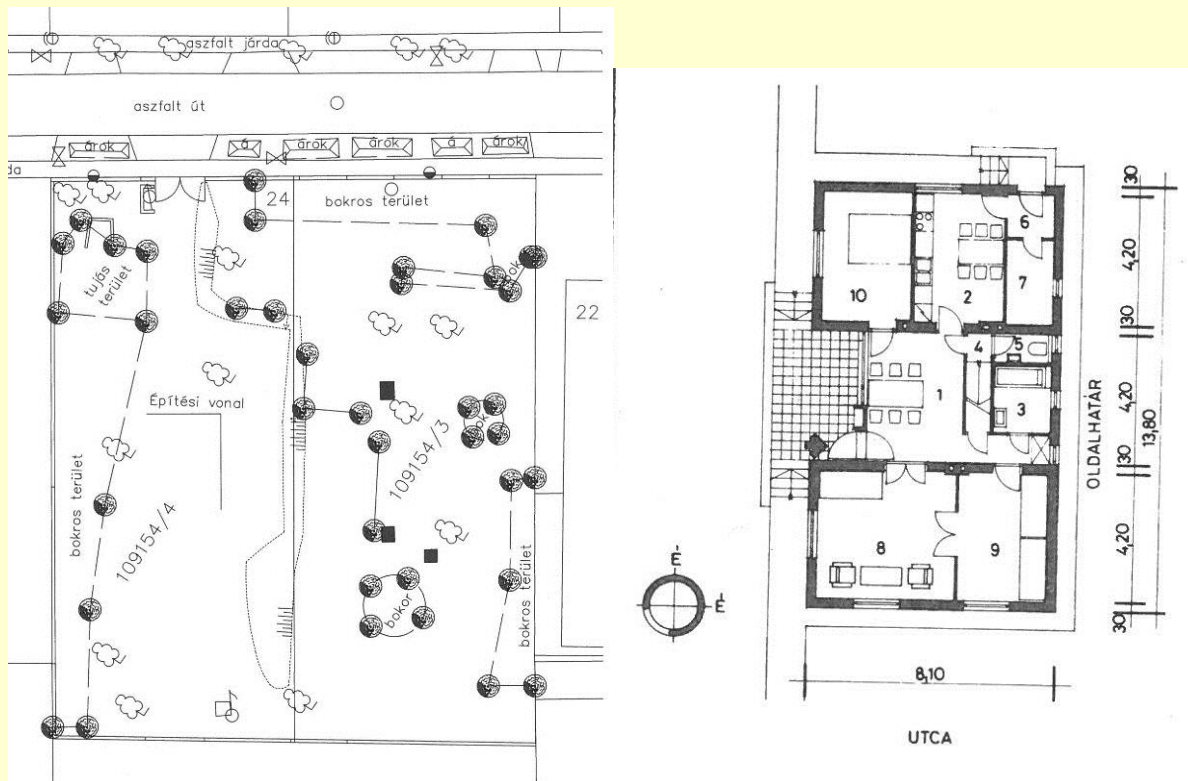 aszfalt járda
aszfalt út
árok
á
árok
árok
á
árok
da
24
bokros terület
tujás
terület
22
Építési vonal
bokros terület
109154/4
109154/3
bokros terület
bokor
6
10
2
7
4
5
1
3
8
9
É
É
OLDALHATÁR
30
4,20
30
4,20
30
4,20
30
13,80
8,10
UTCA